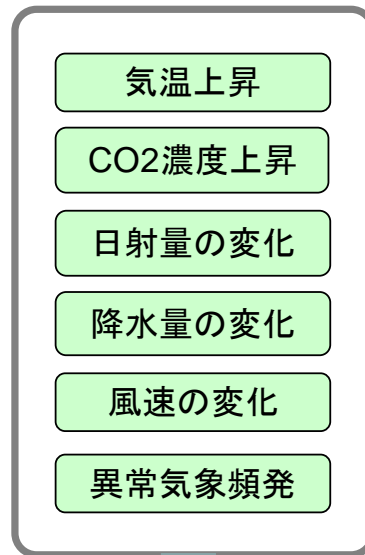 気温上昇
CO2濃度上昇
日射量の変化
降水量の変化
風速の変化
異常気象頻発